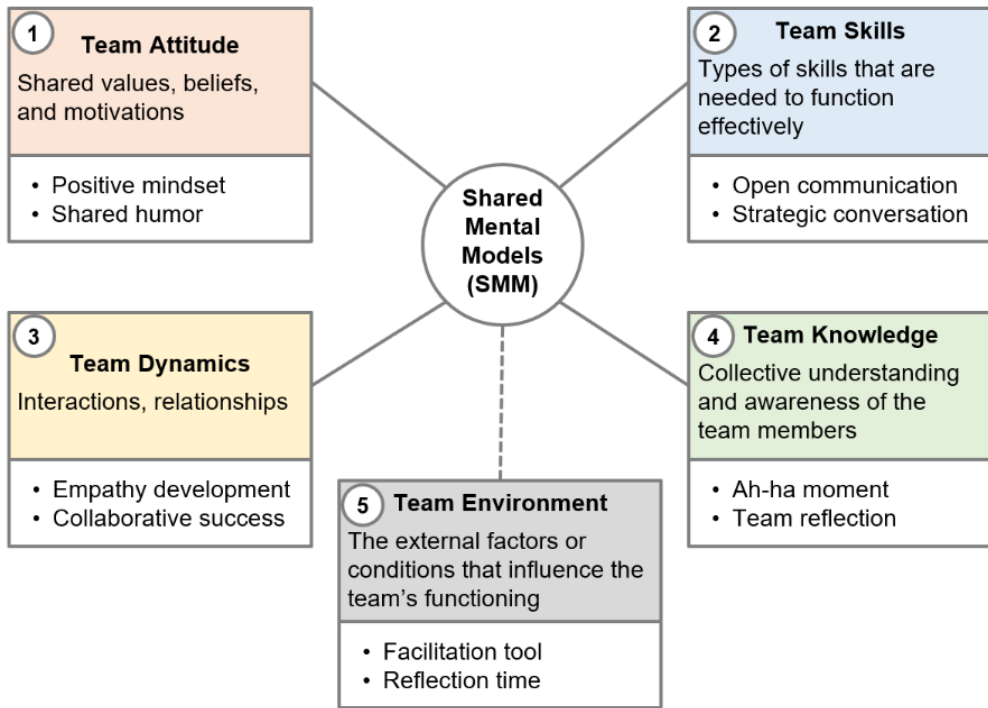 1
Team Attitude
Shared values, beliefs,
and motivations
• Positive mindset
• Shared humor
2
Team Skills
Types of skills that are
needed to function
effectively
• Open communication
• Strategic conversation
Shared
Mental
Models
(SMM)
3
Team Dynamics
Interactions, relationships
• Empathy development
• Collaborative success
4
Team Knowledge
Collective understanding
and awareness of the
team members
• Ah-ha moment
• Team reflection
5
Team Environment
The external factors or
conditions that influence the
team’s functioning
• Facilitation tool
• Reflection time